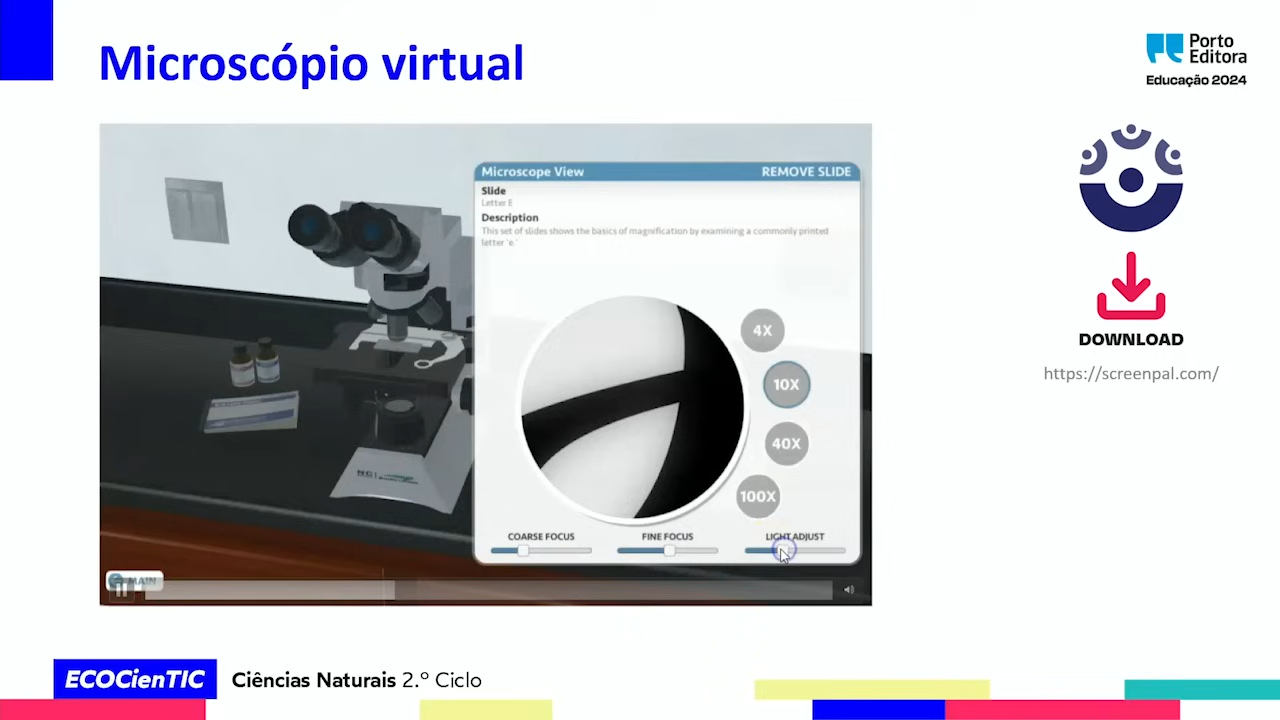 Microscópio virtual
Porto
Editora
Educação 2024
Microscope View
REMOVE SLIDE
Slide
Letter E
Description
This set of slides shows the basics of magnification by examining a commonly printed
letter 'e.'
4X
10X
40X
100X
COARSE FOCUS
FINE FOCUS
LIGHT ADJUST
MAIN
DOWNLOAD
https://screenpal.com/
ECOCienTIC
Ciências Naturais 2.º Ciclo